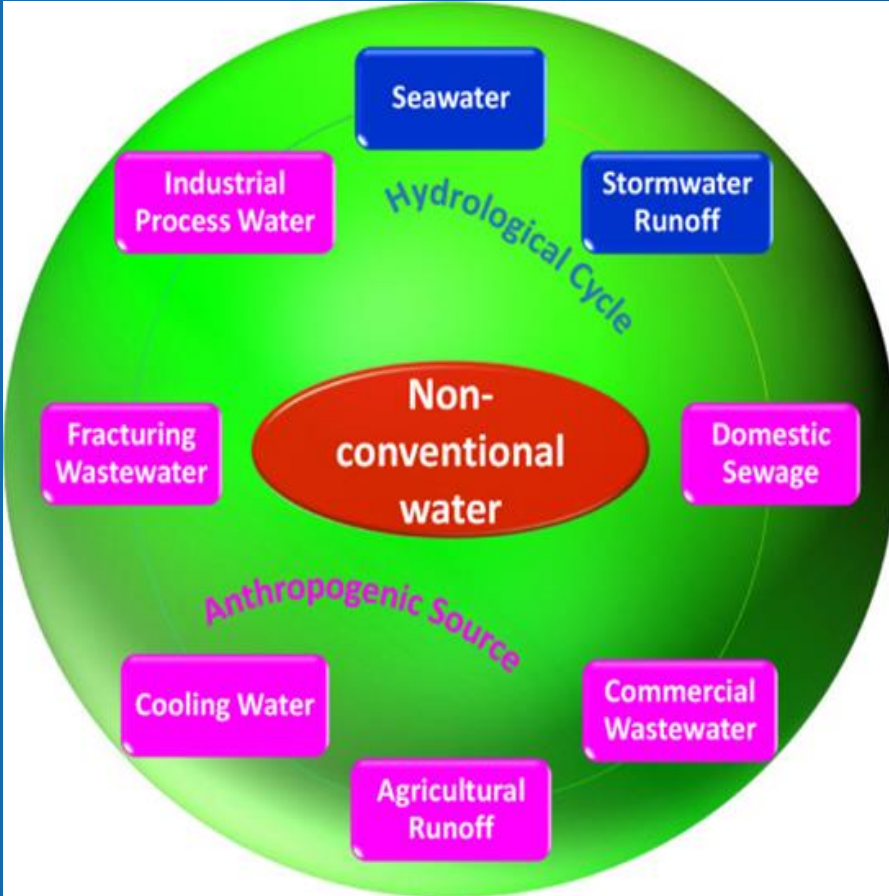 Seawater
Industrial
Process Water
Stormwater
Runoff
Hydrological Cycle
Non-
conventional
water
Fracturing
Wastewater
Domestic
Sewage
Anthropogenic Source
Cooling Water
Commercial
Wastewater
Agricultural
Runoff